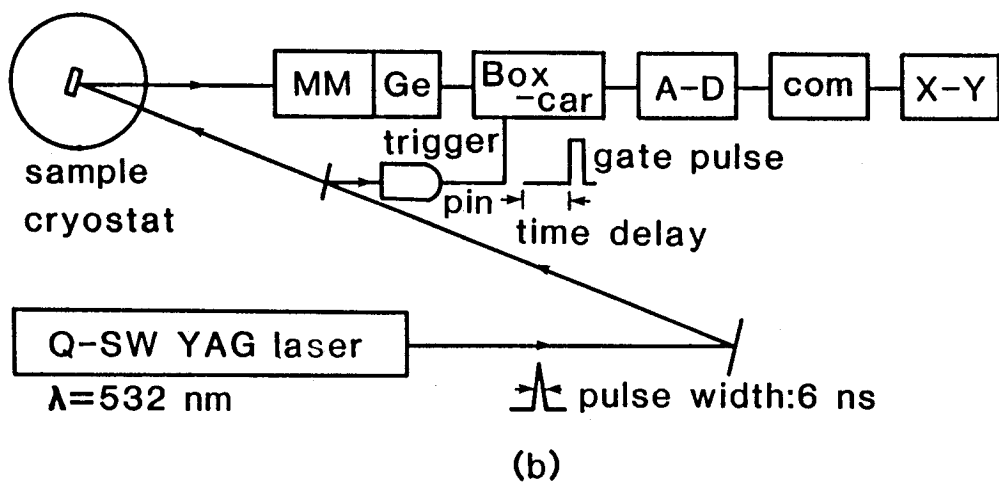 MM Ge Box
-car A-D com X-Y
trigger
gate pulse
sample
cryostat
pin
time delay
Q-SW YAG laser
λ=532 nm
pulse width:6 ns
(b)